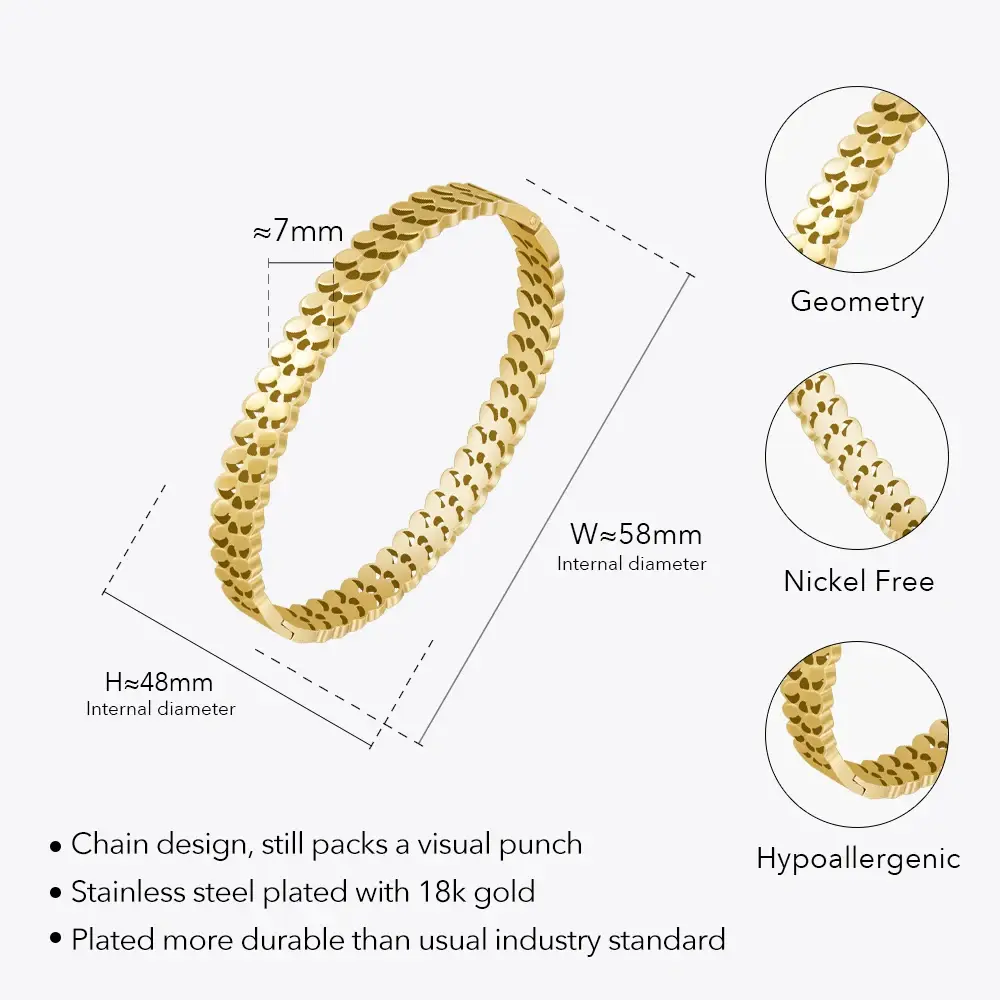 ≈7mm
Geometry
W≈58mm
Internal diameter
Nickel Free
H≈48mm
Internal diameter
Hypoallergenic
• Chain design, still packs a visual punch
• Stainless steel plated with 18k gold
• Plated more durable than usual industry standard